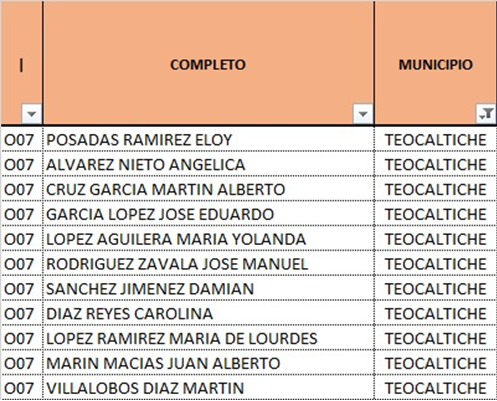 | COMPLETO MUNICIPIO
O07 POSADAS RAMIREZ ELOY TEOCALTICHE
O07 ALVAREZ NIETO ANGELICA TEOCALTICHE
O07 CRUZ GARCIA MARTIN ALBERTO TEOCALTICHE
O07 GARCIA LOPEZ JOSE EDUARDO TEOCALTICHE
O07 LOPEZ AGUILERA MARIA YOLANDA TEOCALTICHE
O07 RODRIGUEZ ZAVALA JOSE MANUEL TEOCALTICHE
O07 SANCHEZ JIMENEZ DAMIAN TEOCALTICHE
O07 DIAZ REYES CAROLINA TEOCALTICHE
O07 LOPEZ RAMIREZ MARIA DE LOURDES TEOCALTICHE
O07 MARIN MACIAS JUAN ALBERTO TEOCALTICHE
O07 VILLALOBOS DIAZ MARTIN TEOCALTICHE